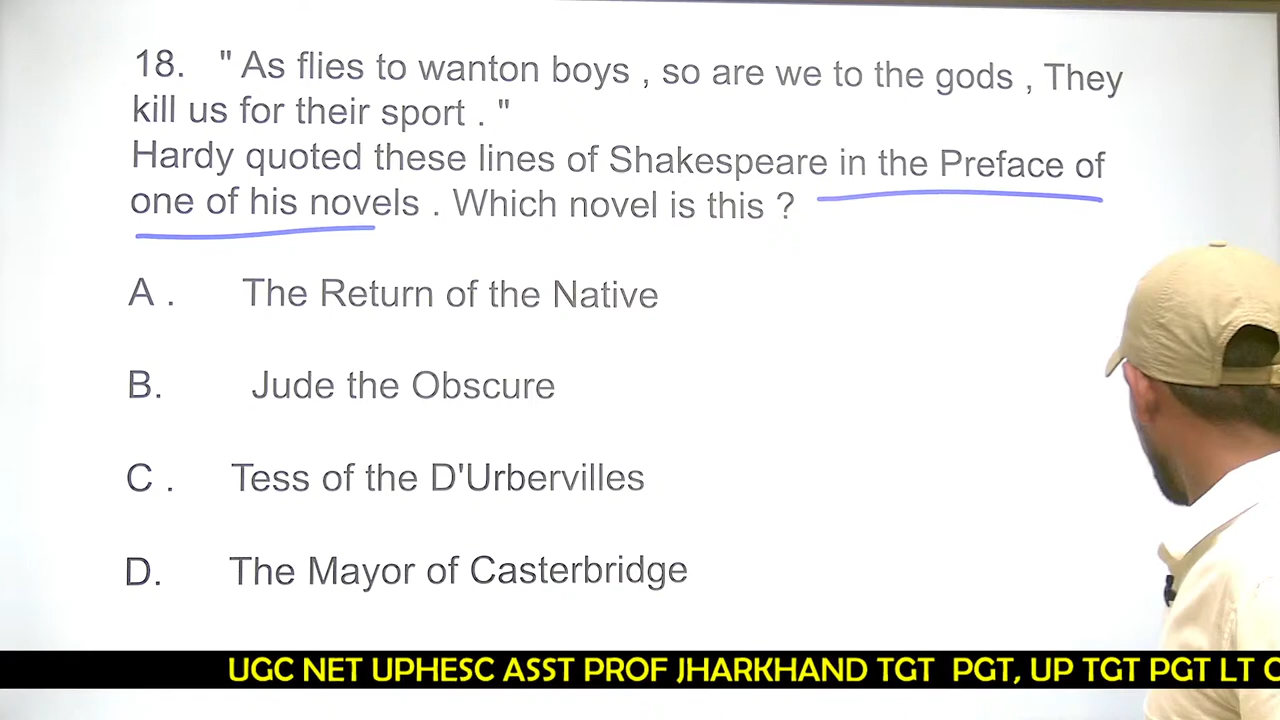 18. " As flies to wanton boys , so are we to the gods , They
kill us for their sport . "
Hardy quoted these lines of Shakespeare in the Preface of
one of his novels . Which novel is this ?
A . The Return of the Native
B. Jude the Obscure
C . Tess of the D'Urbervilles
D. The Mayor of Casterbridge
UGC NET UPHESC ASST PROF JHARKHAND TGT PGT, UP TGT PGT LT